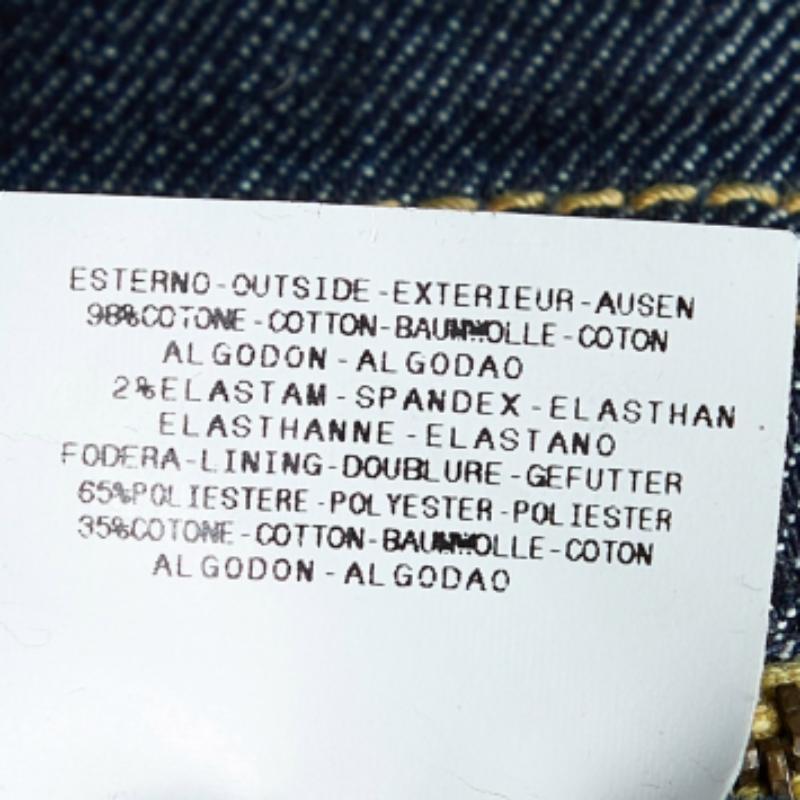 ESTERNO-OUTSIDE-EXTERIEUR-AUSEN
98%COTONE-COTTON-BAUMWOLLE-COTON
ALGODON-ALGODAO
2%ELASTAM-SPANDEX-ELASTHAN
ELASTHANNE-ELASTANO
FODERA-LINING-DOUBLURE-GEFUTTER
65%POLIESTERE-POLYESTER-POLIESTER
35%COTONE-COTTON-BAUMWOLLE-COTON
ALGODON-ALGODAO